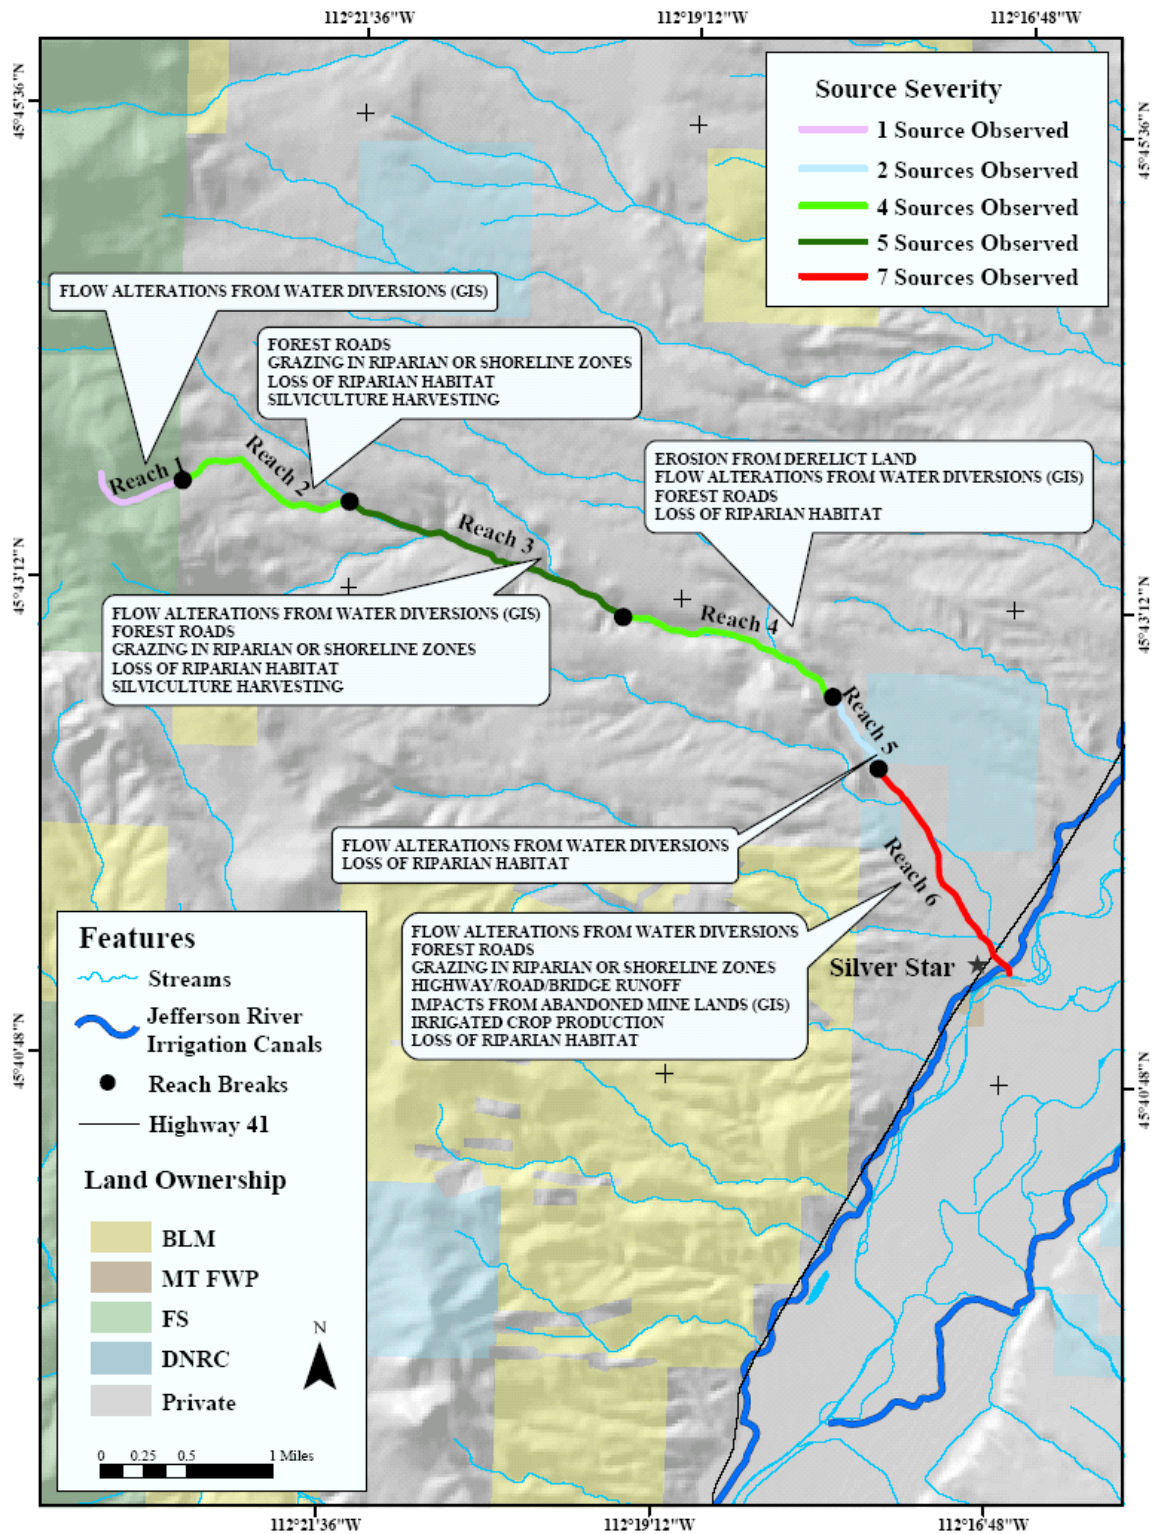 112°21'36"W
112°19'12"W
112°16'48"W
45°45'36"N
45°45'36"N
Source Severity
1 Source Observed
2 Sources Observed
4 Sources Observed
5 Sources Observed
7 Sources Observed
FLOW ALTERATIONS FROM WATER DIVERSIONS (GIS)
FOREST ROADS
GRAZING IN RIPARIAN OR SHORELINE ZONES
LOSS OF RIPARIAN HABITAT
SILVICULTURE HARVESTING
Reach 1
Reach 2
EROSION FROM DERELICT LAND
FLOW ALTERATIONS FROM WATER DIVERSIONS (GIS)
FOREST ROADS
LOSS OF RIPARIAN HABITAT
Reach 3
45°43'12"N
45°43'12"N
FLOW ALTERATIONS FROM WATER DIVERSIONS (GIS)
FOREST ROADS
GRAZING IN RIPARIAN OR SHORELINE ZONES
LOSS OF RIPARIAN HABITAT
SILVICULTURE HARVESTING
Reach 4
Reach 5
FLOW ALTERATIONS FROM WATER DIVERSIONS
LOSS OF RIPARIAN HABITAT
Reach 6
FLOW ALTERATIONS FROM WATER DIVERSIONS
FOREST ROADS
GRAZING IN RIPARIAN OR SHORELINE ZONES
HIGHWAY/ROAD/BRIDGE RUNOFF
IMPACTS FROM ABANDONED MINE LANDS (GIS)
IRRIGATED CROP PRODUCTION
LOSS OF RIPARIAN HABITAT
Silver Star
45°40'48"N
45°40'48"N
Features
Streams
Jefferson River
Irrigation Canals
Reach Breaks
Highway 41
Land Ownership
BLM
MT FWP
FS
DNRC
Private
N
0 0.25 0.5 1 Miles
112°21'36"W
112°19'12"W
112°16'48"W